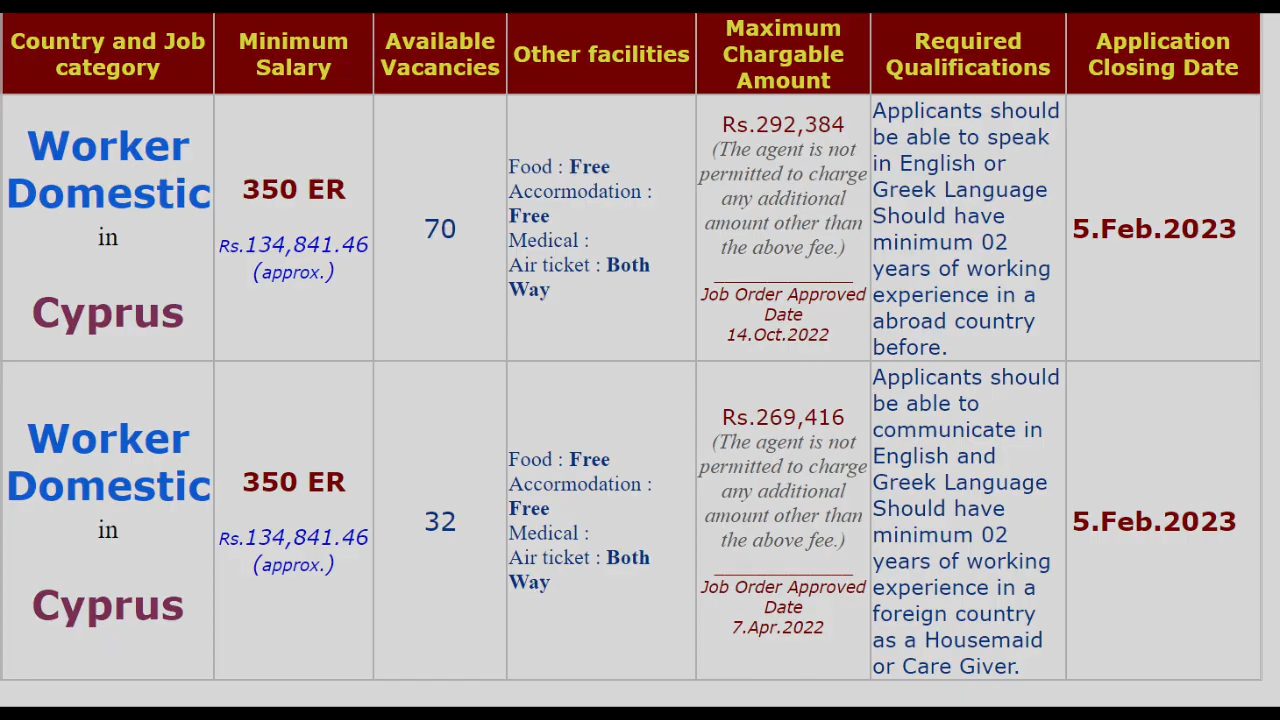 Country and Job
category
Minimum
Salary
Available
Vacancies
Other facilities
Maximum
Chargable
Amount
Required
Qualifications
Application
Closing Date
Worker
Domestic
in
Cyprus
350 ER
Rs.134,841.46
(approx.)
70
Food : Free
Accormodation :
Free
Medical :
Air ticket : Both
Way
Rs.292,384
(The agent is not
permitted to charge
any additional
amount other than
the above fee.)
Job Order Approved
Date
14.Oct.2022
Applicants should
be able to speak
in English or
Greek Language
Should have
minimum 02
years of working
experience in a
abroad country
before.
5.Feb.2023
Worker
Domestic
in
Cyprus
350 ER
Rs.134,841.46
(approx.)
32
Food : Free
Accormodation :
Free
Medical :
Air ticket : Both
Way
Rs.269,416
(The agent is not
permitted to charge
any additional
amount other than
the above fee.)
Job Order Approved
Date
7.Apr.2022
Applicants should
be able to
communicate in
English and
Greek Language
Should have
minimum 02
years of working
experience in a
foreign country
as a Housemaid
or Care Giver.
5.Feb.2023